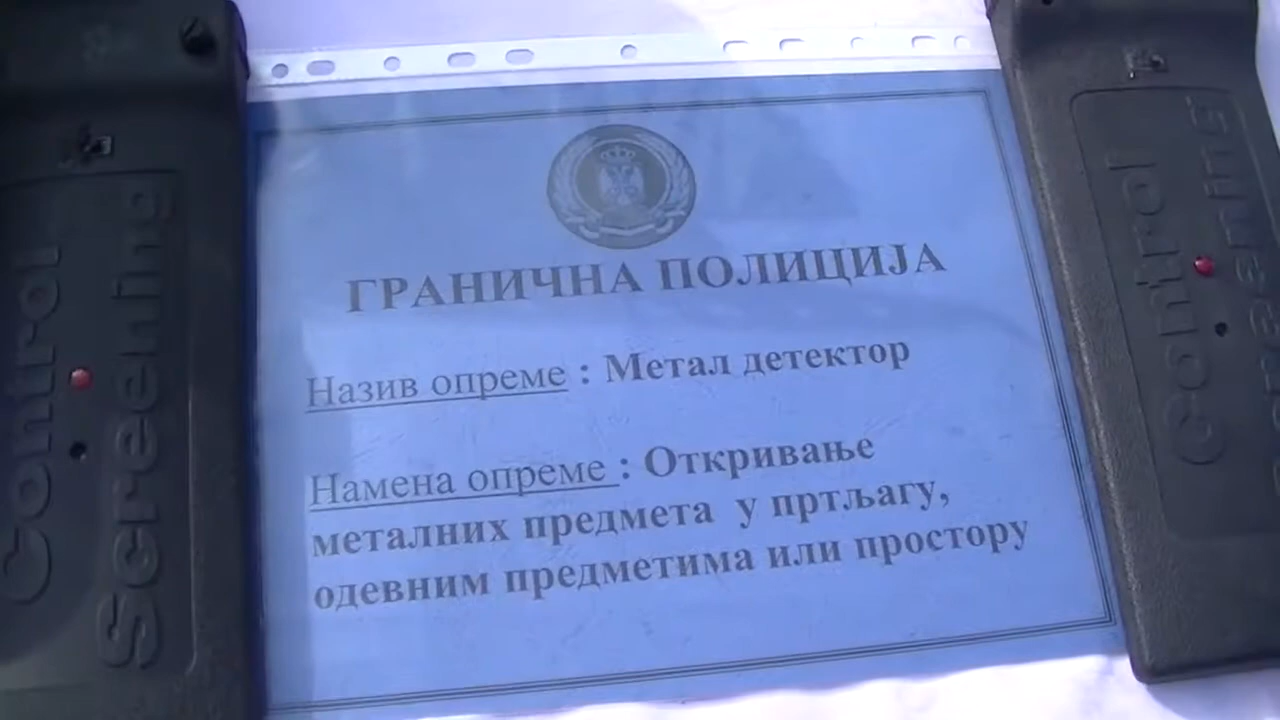 ГРАНИЧНА ПОЛИЦИЈА
Назив опреме : Метал детектор
Намена опреме : Откривање
металних предмета у пртљагу,
одевним предметима или простору
Control
Screening
Control
Screening